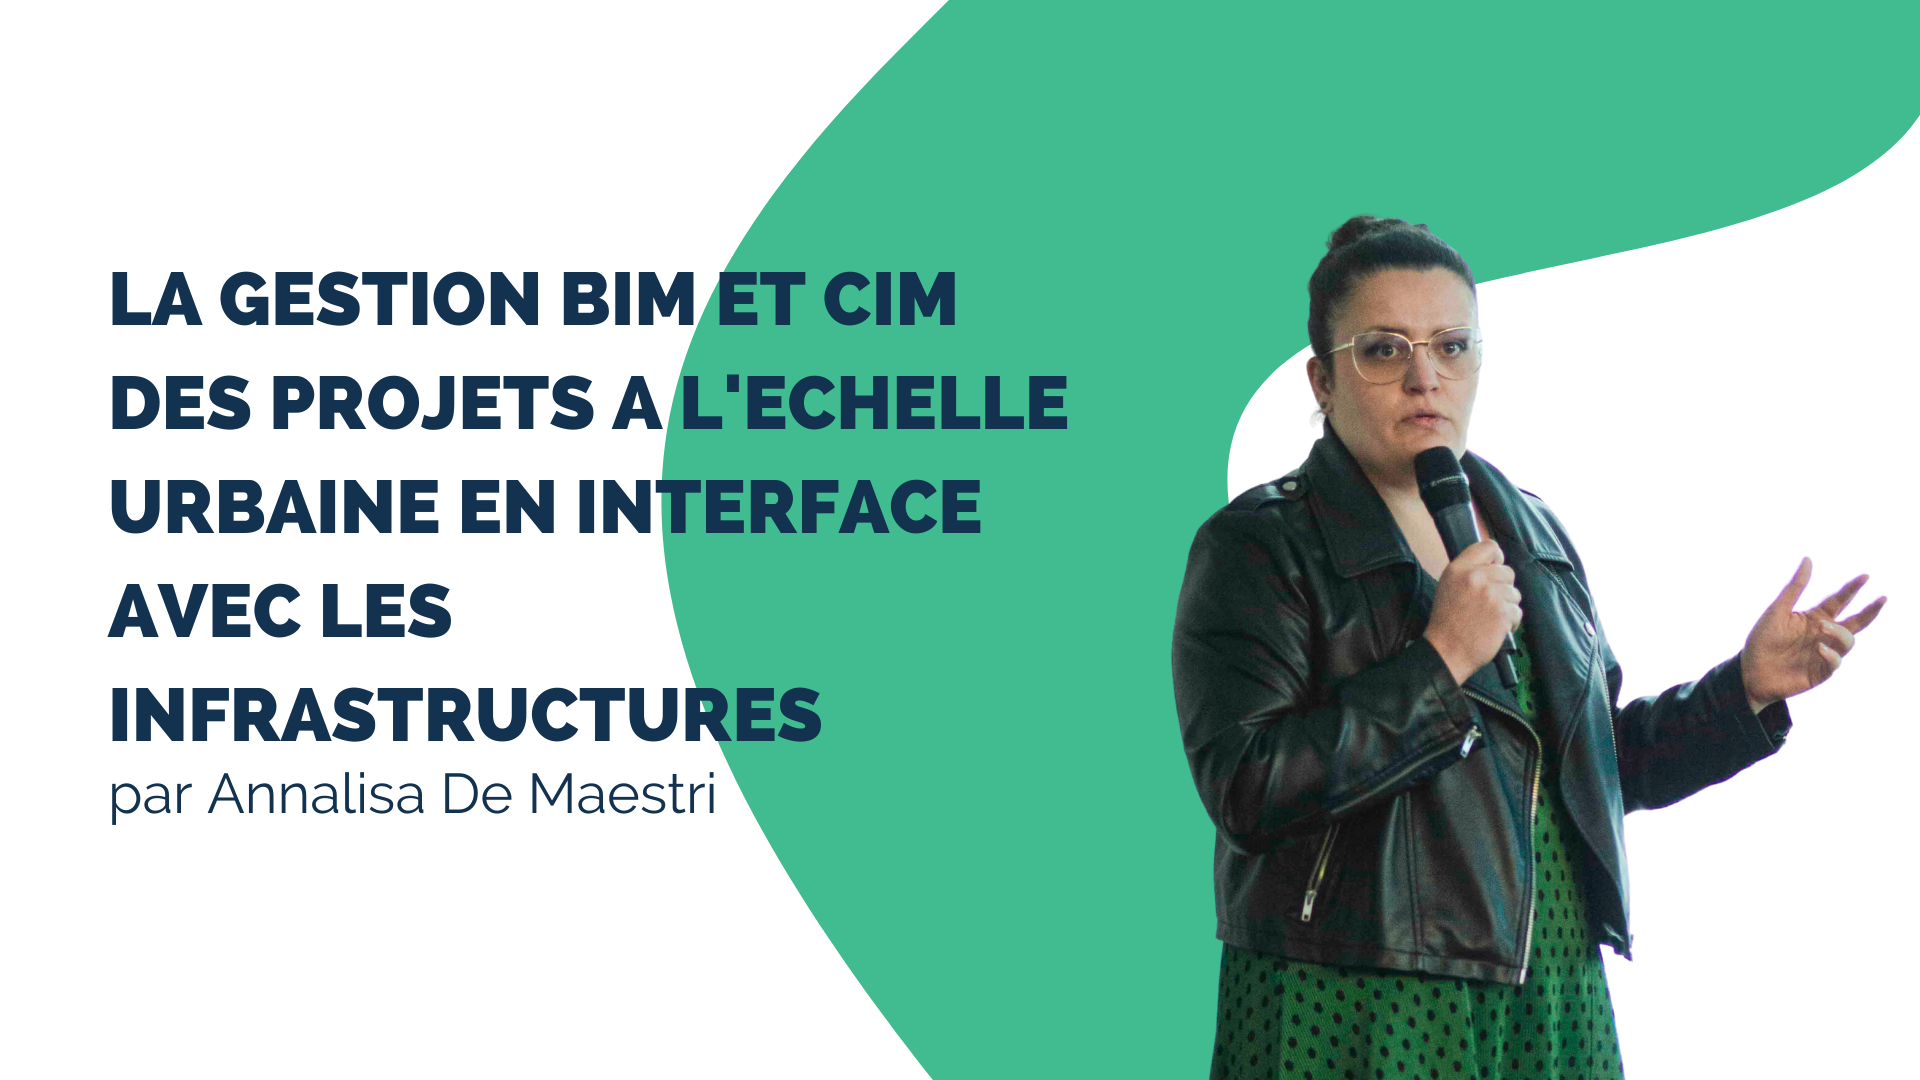 LA GESTION BIM ET CIM
DES PROJETS A L'ECHELLE
URBAINE EN INTERFACE
AVEC LES
INFRASTRUCTURES
par Annalisa De Maestri